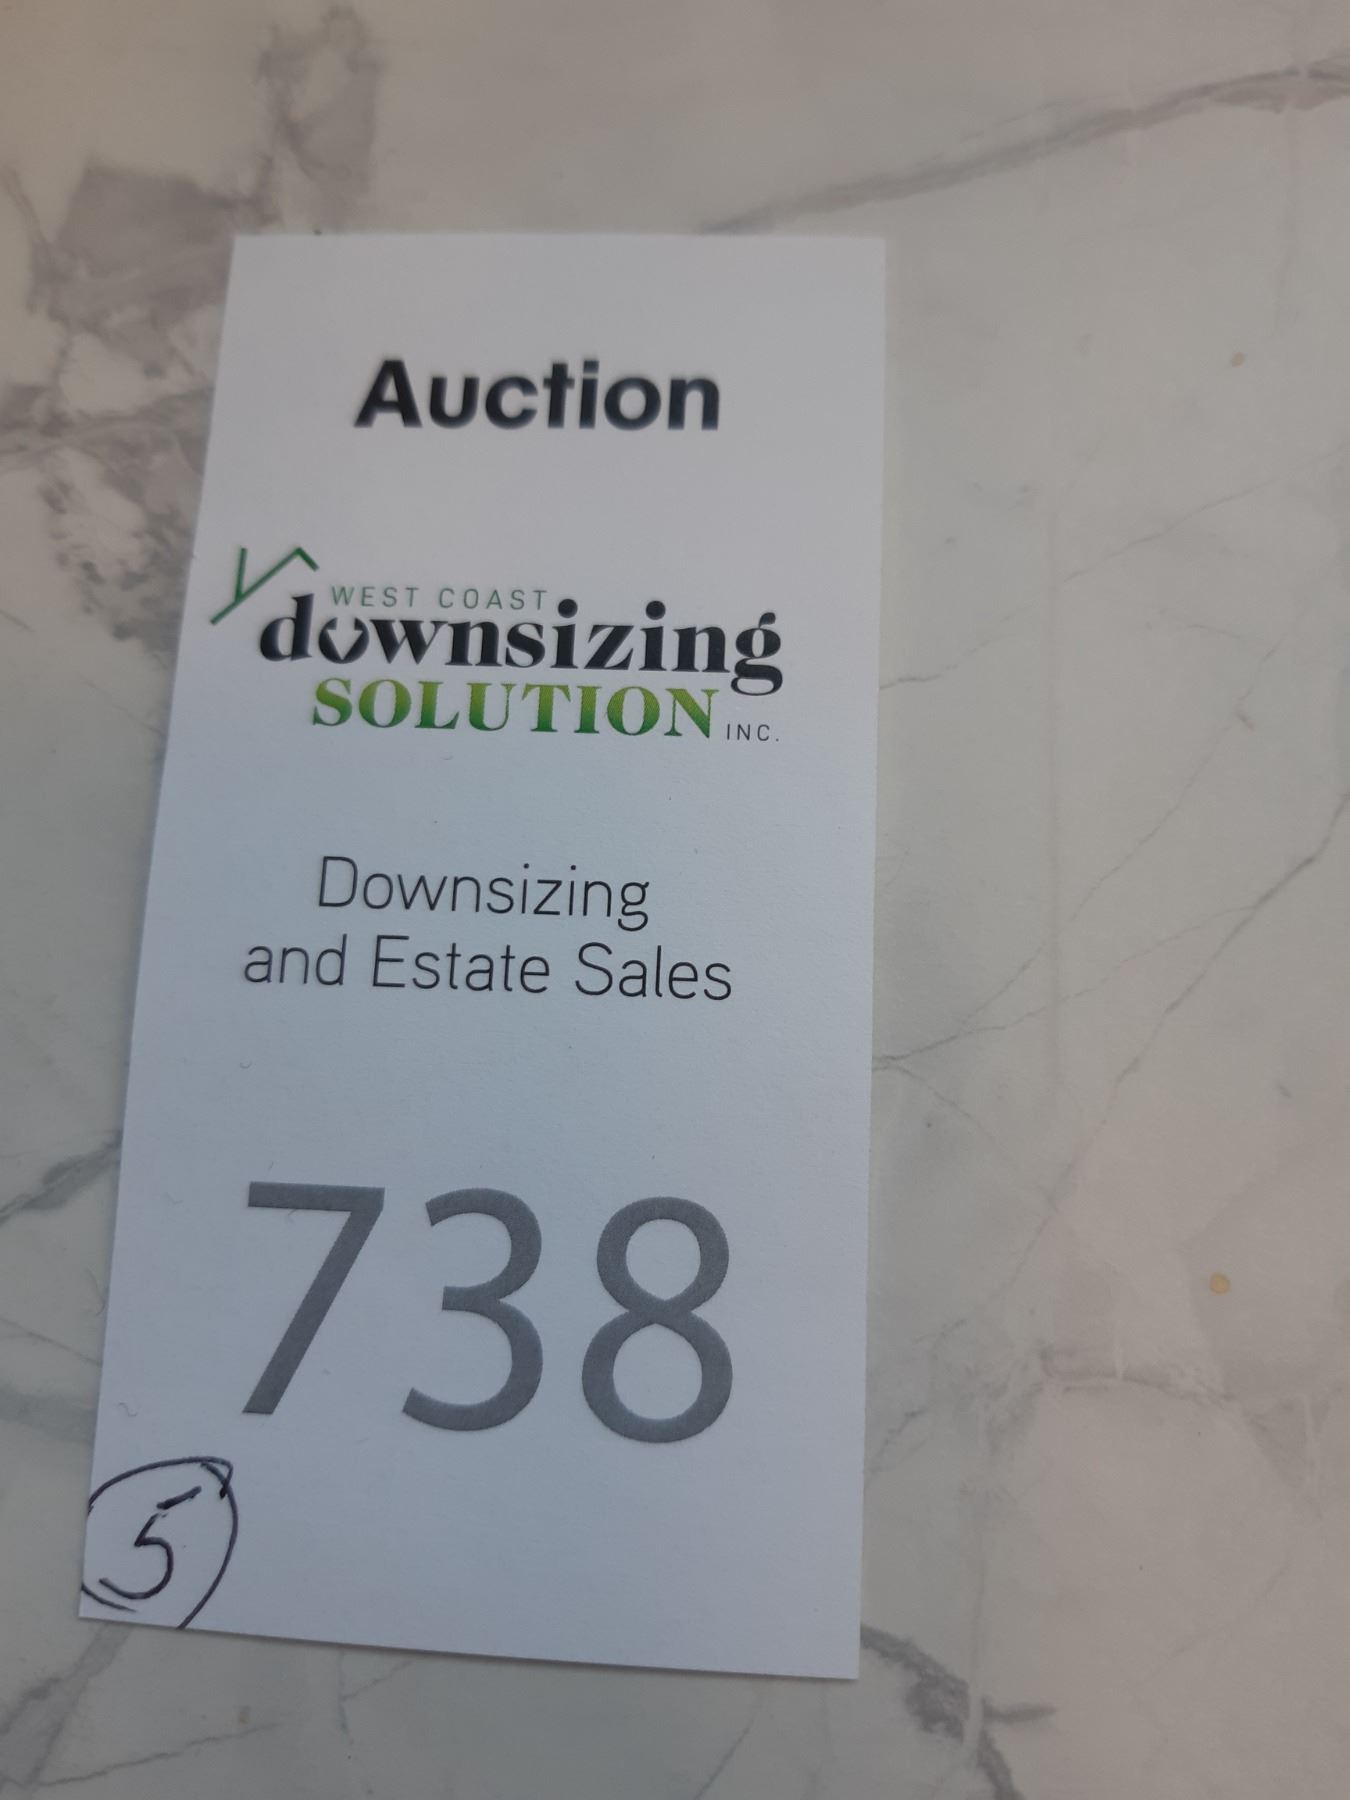 Auction
WEST COAST
downsizing
SOLUTION INC.
Downsizing
and Estate Sales
738
5